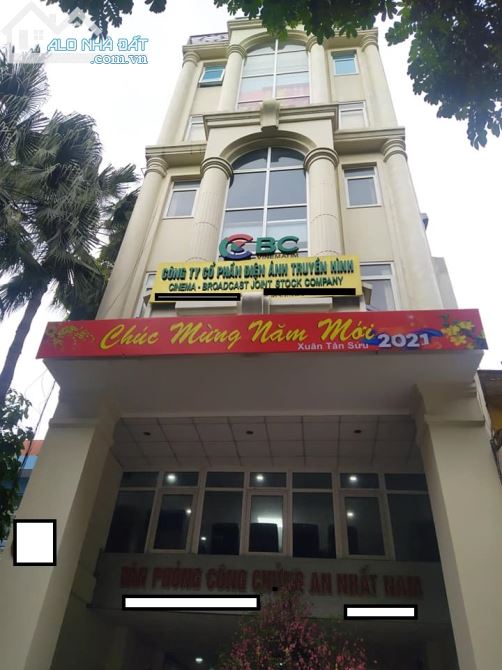 ALO NHÀ ĐẤT
.com.vn
CBC
VINEMATIM
CÔNG TY CỔ PHẦN ĐIỆN ẢNH TRUYỀN HÌNH
CINEMA - BROADCAST JOINT STOCK COMPANY
Chúc Mừng Năm Mới
Xuân Tân Sửu 2021
VĂN PHÒNG CÔNG CHỨNG AN NHẤT NAM